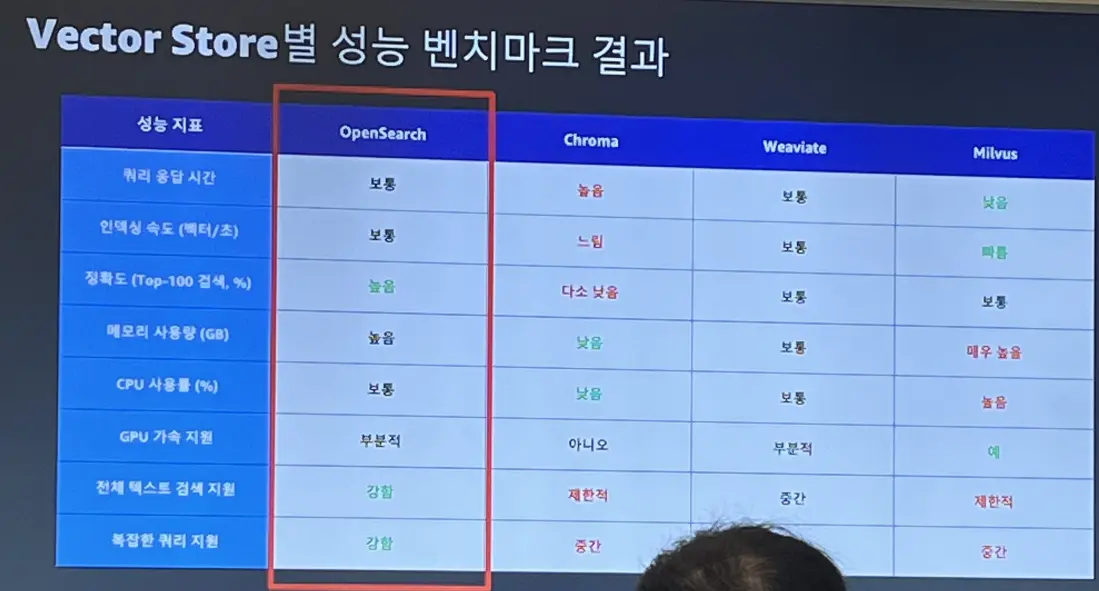 Vector Store별 성능 벤치마크 결과
성능 지표 OpenSearch Chroma Weaviate Milvus
쿼리 응답 시간 보통 높음 보통 낮음
인덱싱 속도 (벡터/초) 보통 느림 보통 빠름
정확도 (Top-100 검색, %) 높음 다소 낮음 보통 보통
메모리 사용량 (GB) 높음 낮음 보통 매우 높음
CPU 사용률 (%) 보통 낮음 보통 높음
GPU 가속 지원 부분적 아니오 부분적 예
전체 텍스트 검색 지원 강함 제한적 중간 제한적
복잡한 쿼리 지원 강함 중간 중간